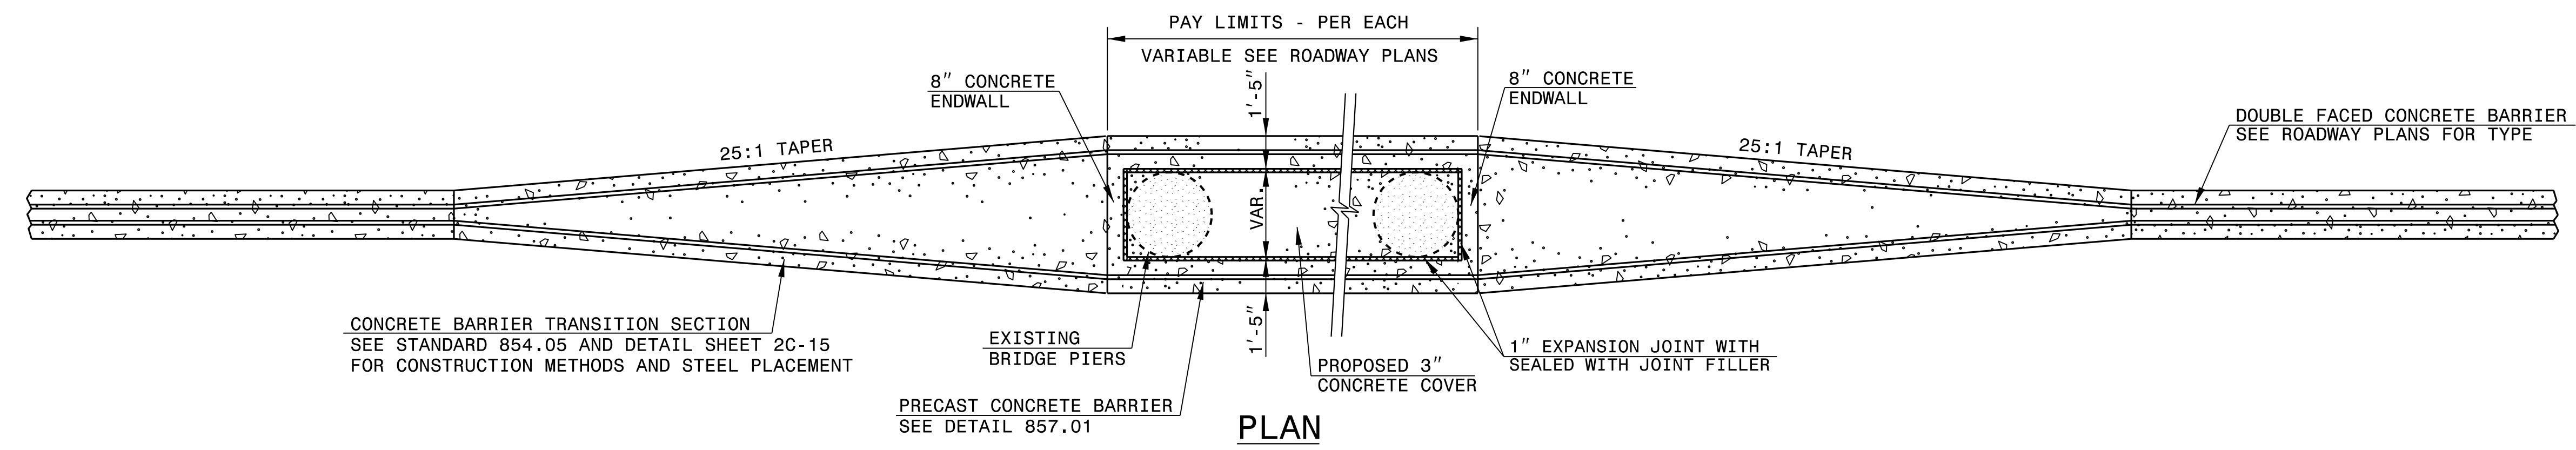 PAY LIMITS - PER EACH
VARIABLE SEE ROADWAY PLANS
8" CONCRETE
ENDWALL
1'-5"
8" CONCRETE
ENDWALL
DOUBLE FACED CONCRETE BARRIER
SEE ROADWAY PLANS FOR TYPE
25:1 TAPER
25:1 TAPER
VAR.
CONCRETE BARRIER TRANSITION SECTION
SEE STANDARD 854.05 AND DETAIL SHEET 2C-15
FOR CONSTRUCTION METHODS AND STEEL PLACEMENT
EXISTING
BRIDGE PIERS
1'-5"
PROPOSED 3"
CONCRETE COVER
1" EXPANSION JOINT WITH
SEALED WITH JOINT FILLER
PRECAST CONCRETE BARRIER
SEE DETAIL 857.01
PLAN